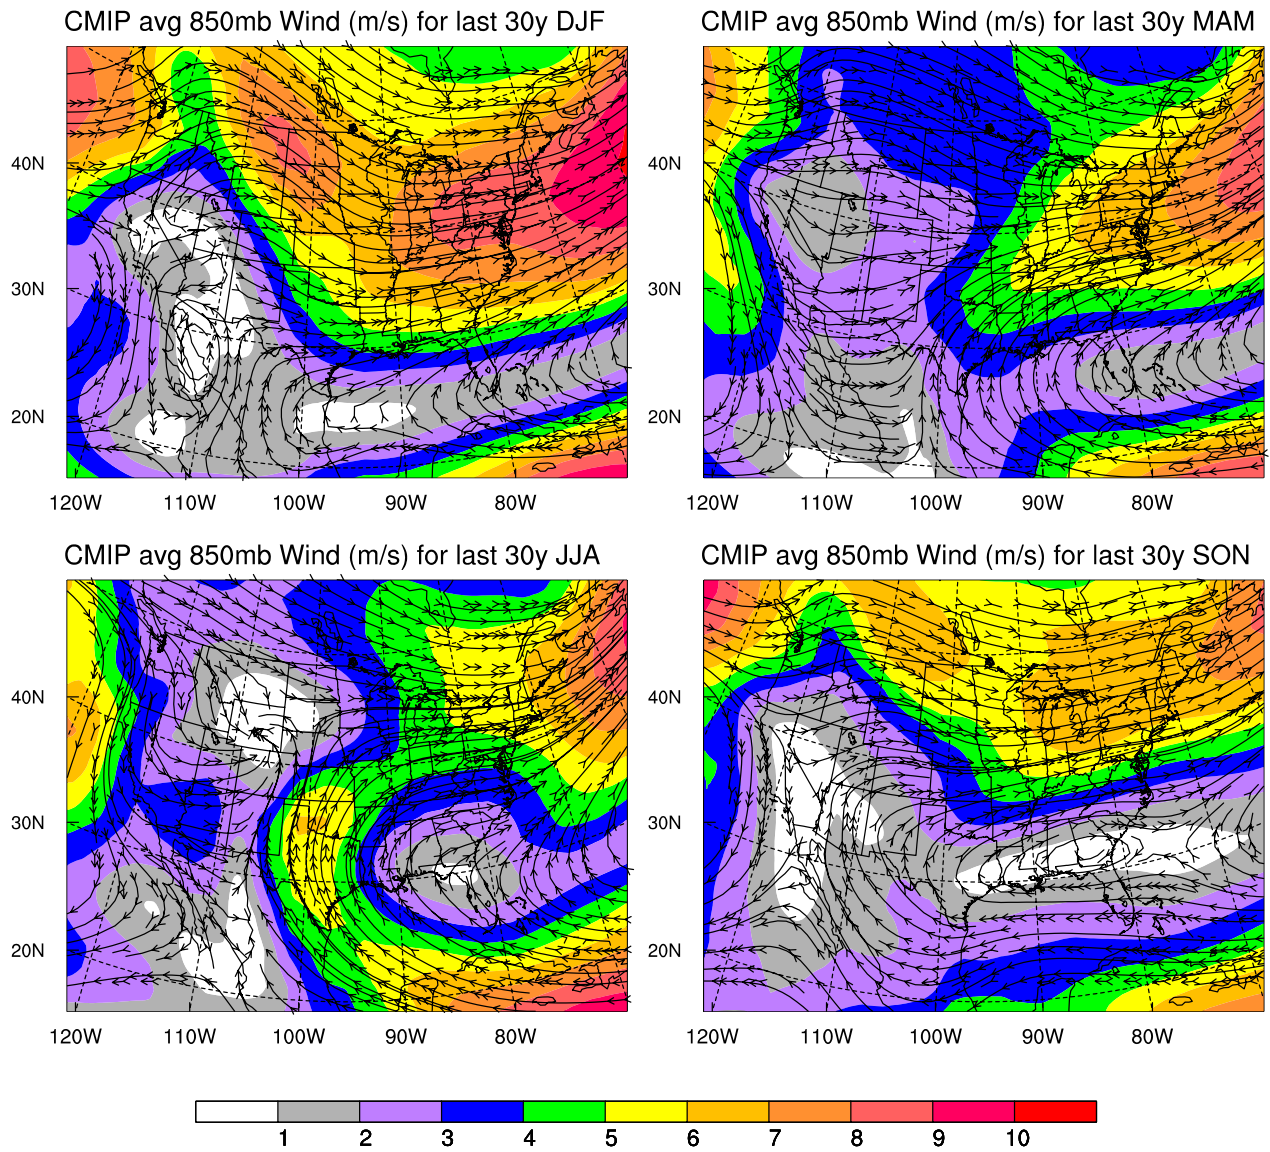 CMIP avg 850mb Wind (m/s) for last 30y DJF
CMIP avg 850mb Wind (m/s) for last 30y MAM
40N
30N
20N
120W 110W 100W 90W 80W
40N
30N
20N
120W 110W 100W 90W 80W
CMIP avg 850mb Wind (m/s) for last 30y JJA
CMIP avg 850mb Wind (m/s) for last 30y SON
40N
30N
20N
120W 110W 100W 90W 80W
40N
30N
20N
120W 110W 100W 90W 80W
1 2 3 4 5 6 7 8 9 10